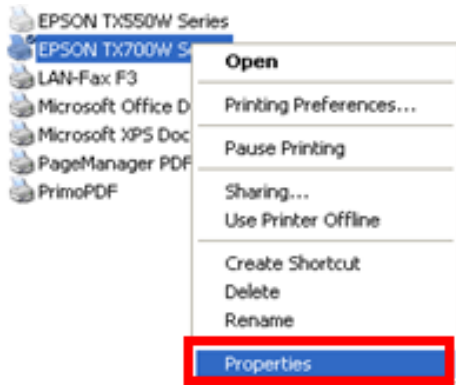 EPSON TX550W Series
EPSON TX700W S
LAN-Fax F3
Microsoft Office D
Microsoft XPS Doc
PageManager PDF
PrimoPDF
Open
Printing Preferences...
Pause Printing
Sharing...
Use Printer Offline
Create Shortcut
Delete
Rename
Properties